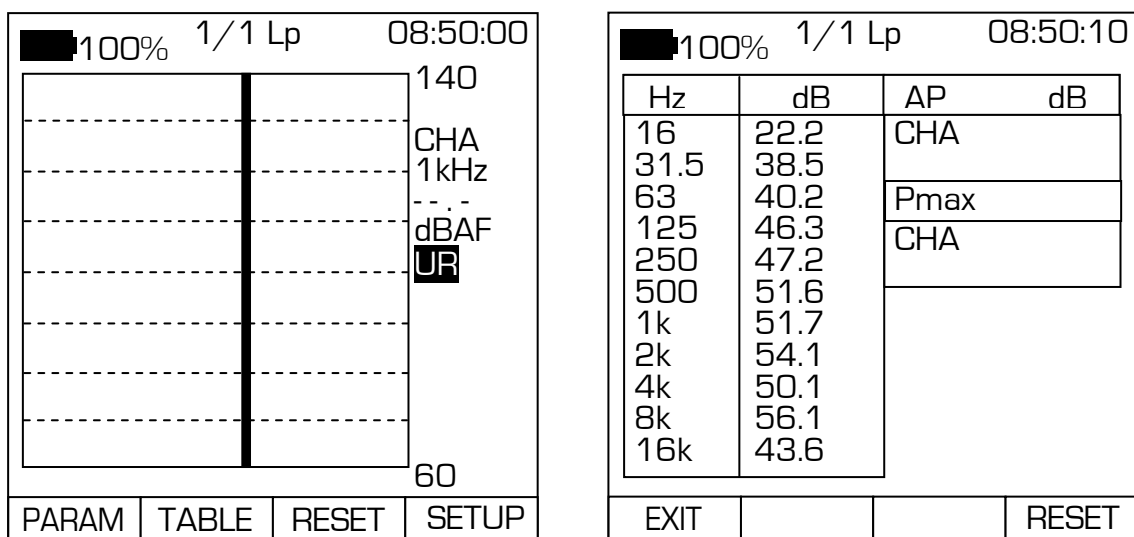 100% 1/1 Lp 08:50:00
140
CHA
1kHz
--.-
dBAF
UR
60
PARAM TABLE RESET SETUP
100% 1/1 Lp 08:50:10
Hz dB AP dB
16 22.2 CHA
31.5 38.5
63 40.2 Pmax
125 46.3 CHA
250 47.2
500 51.6
1k 51.7
2k 54.1
4k 50.1
8k 56.1
16k 43.6
EXIT RESET